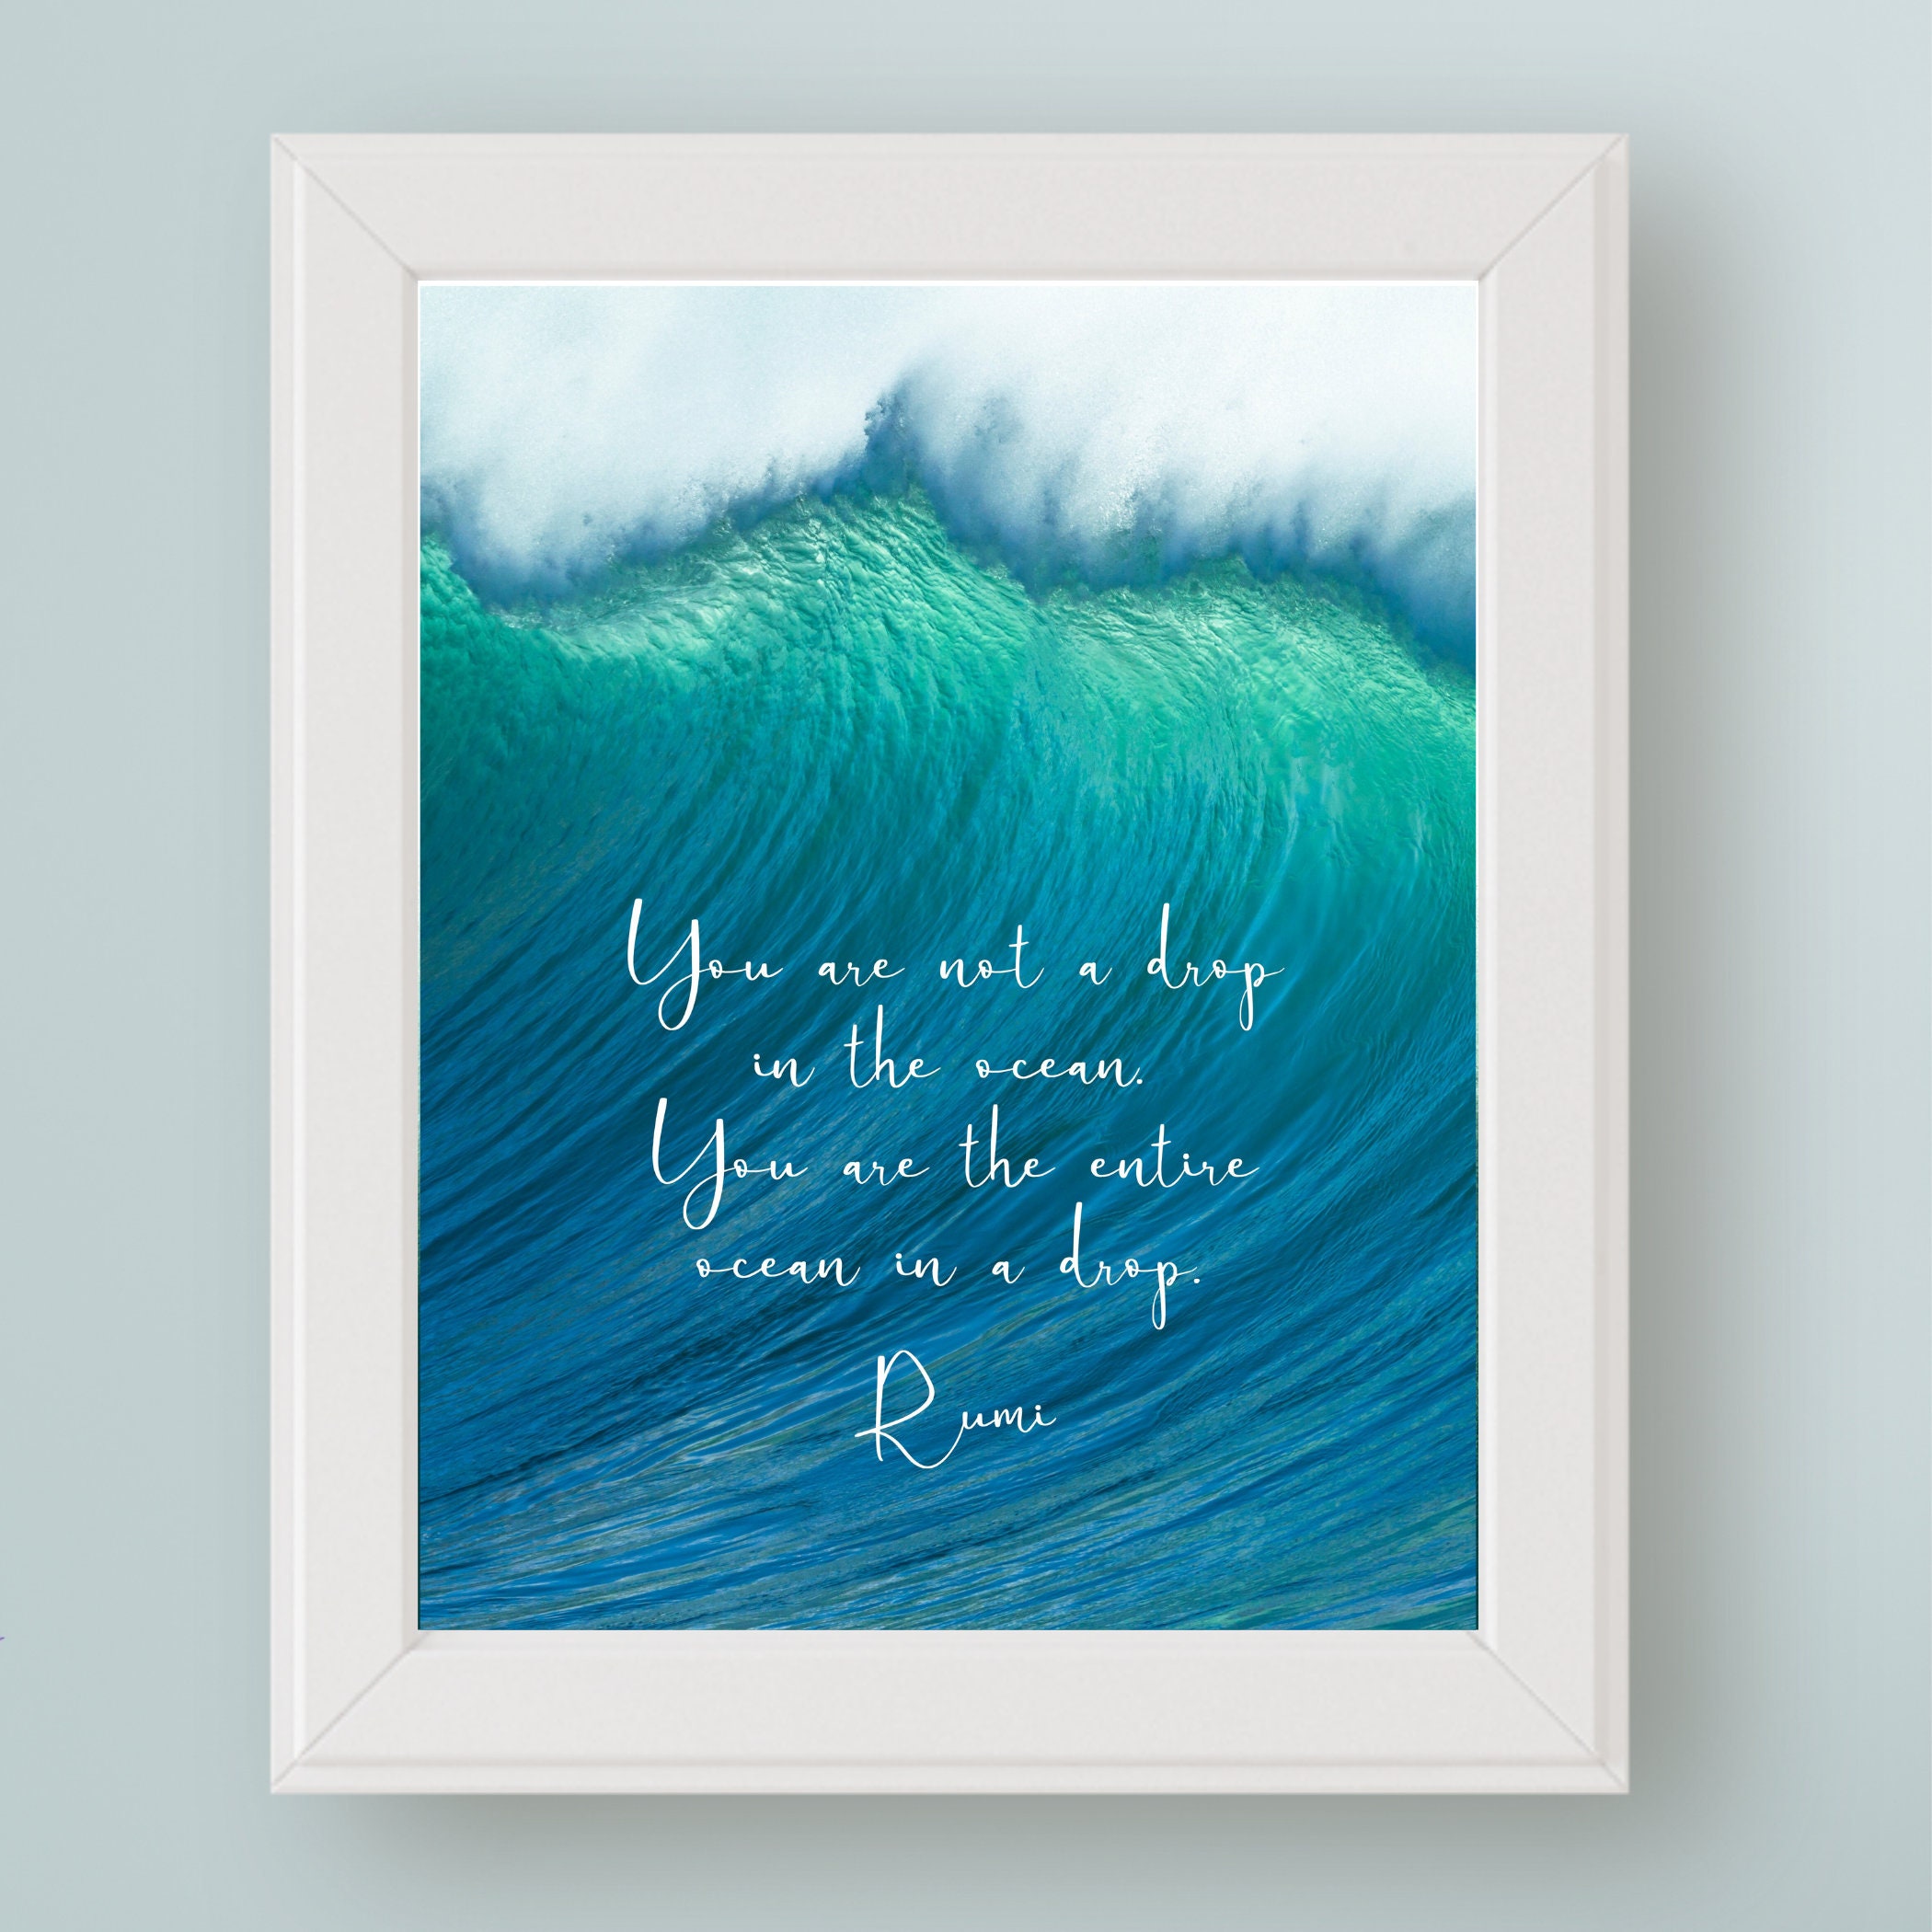 You are not a drop
in the ocean.
You are the entire
ocean in a drop.
Rumi